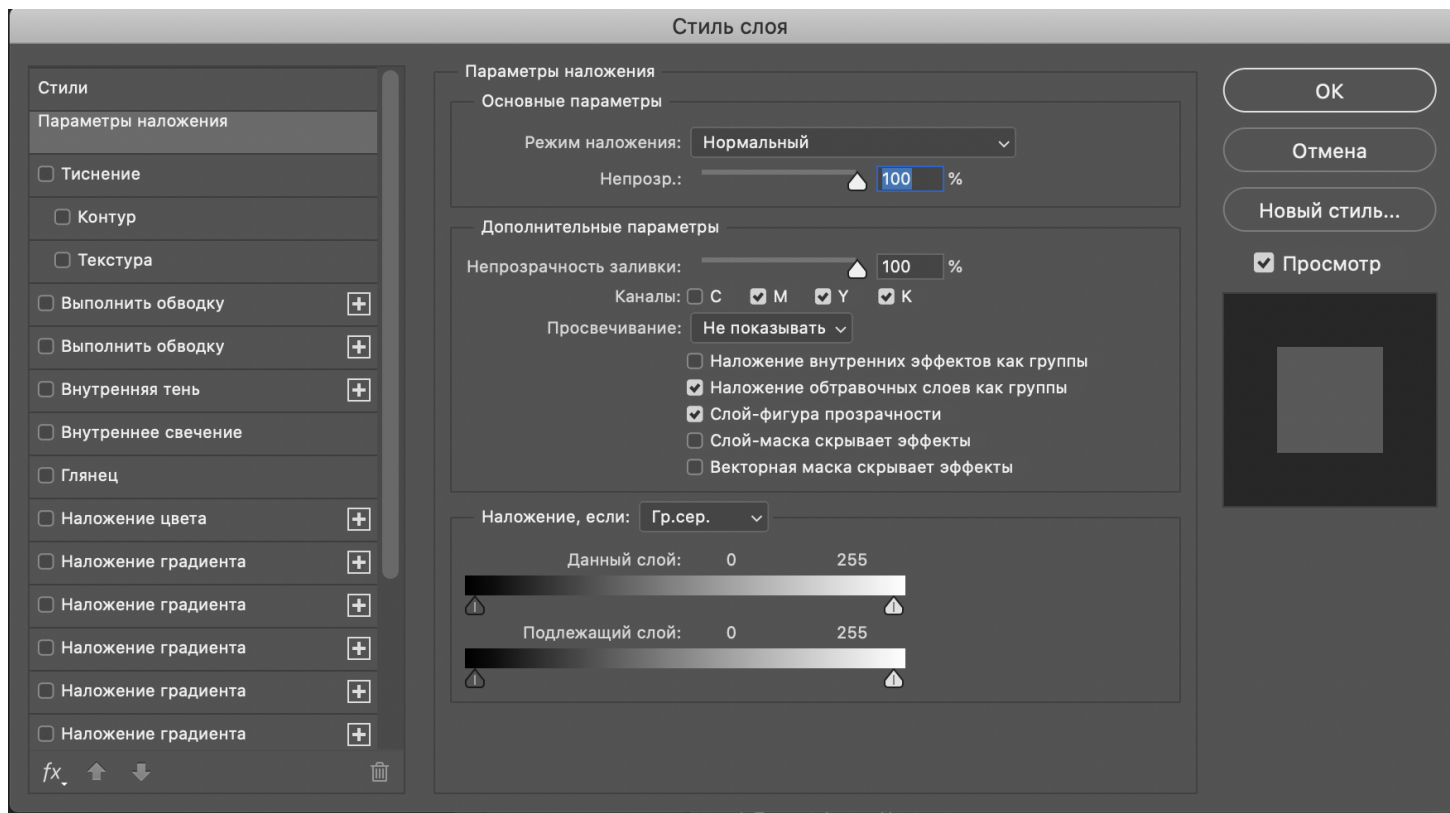 Стиль слоя
Стили
Параметры наложения
Тиснение
Контур
Текстура
Выполнить обводку
Выполнить обводку
Внутренняя тень
Внутреннее свечение
Глянец
Наложение цвета
Наложение градиента
Наложение градиента
Наложение градиента
Наложение градиента
Наложение градиента
fx
Параметры наложения
Основные параметры
Режим наложения: Нормальный
Непрозр.: 100 %
Дополнительные параметры
Непрозрачность заливки: 100 %
Каналы: C M Y K
Просвечивание: Не показывать
Наложение внутренних эффектов как группы
Наложение обтравочных слоев как группы
Слой-фигура прозрачности
Слой-маска скрывает эффекты
Векторная маска скрывает эффекты
Наложение, если: Гр.сер.
Данный слой: 0 255
Подлежащий слой: 0 255
ОК
Отмена
Новый стиль...
Просмотр